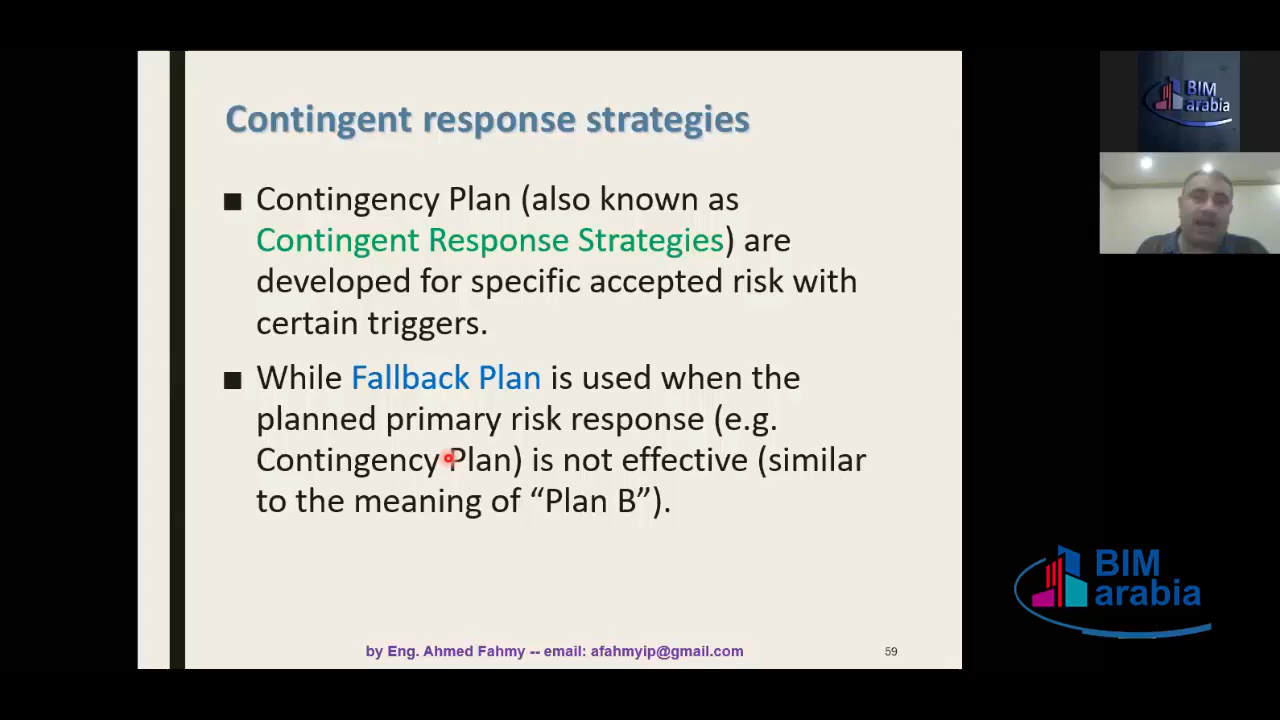 Contingent response strategies
■ Contingency Plan (also known as
Contingent Response Strategies) are
developed for specific accepted risk with
certain triggers.
■ While Fallback Plan is used when the
planned primary risk response (e.g.
Contingency Plan) is not effective (similar
to the meaning of “Plan B”).
by Eng. Ahmed Fahmy -- email: afahmyip@gmail.com
59
BIM
arabia
BIM
arabia